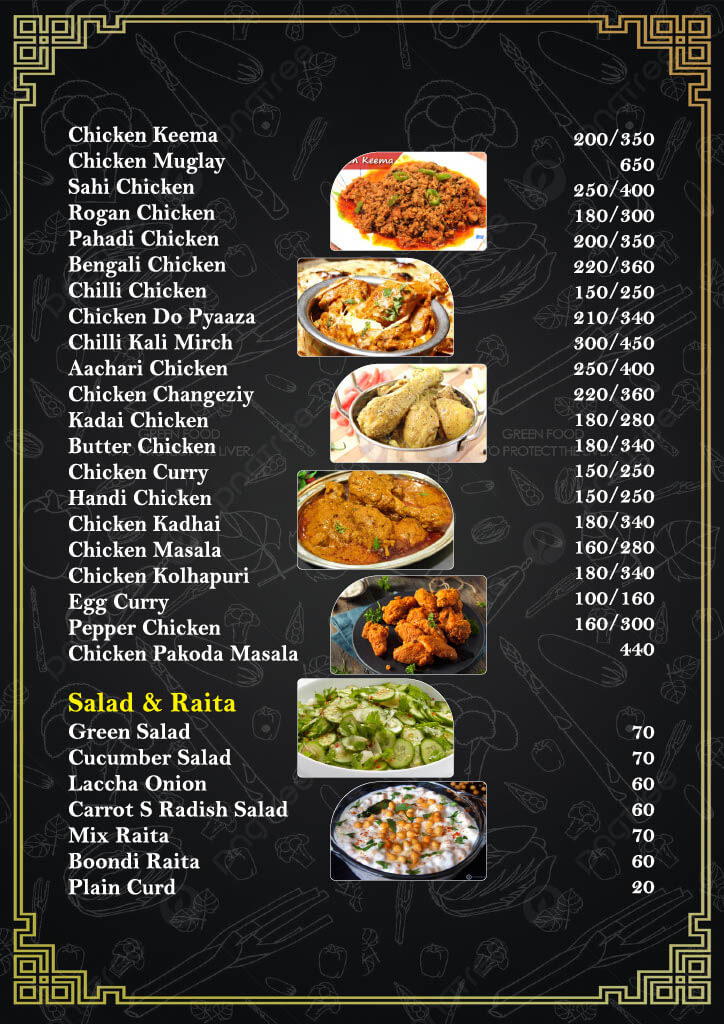 Chicken Keema 200/350
Chicken Muglay 650
Sahi Chicken 250/400
Rogan Chicken 180/300
Pahadi Chicken 200/350
Bengali Chicken 220/360
Chilli Chicken 150/250
Chicken Do Pyaaza 210/340
Chilli Kali Mirch 300/450
Aachari Chicken 250/400
Chicken Changeziy 220/360
Kadai Chicken 180/280
Butter Chicken 180/340
Chicken Curry 150/250
Handi Chicken 150/250
Chicken Kadhai 180/340
Chicken Masala 160/280
Chicken Kolhapuri 180/340
Egg Curry 100/160
Pepper Chicken 160/300
Chicken Pakoda Masala 440
Salad & Raita
Green Salad 70
Cucumber Salad 70
Laccha Onion 60
Carrot S Radish Salad 60
Mix Raita 70
Boondi Raita 60
Plain Curd 20